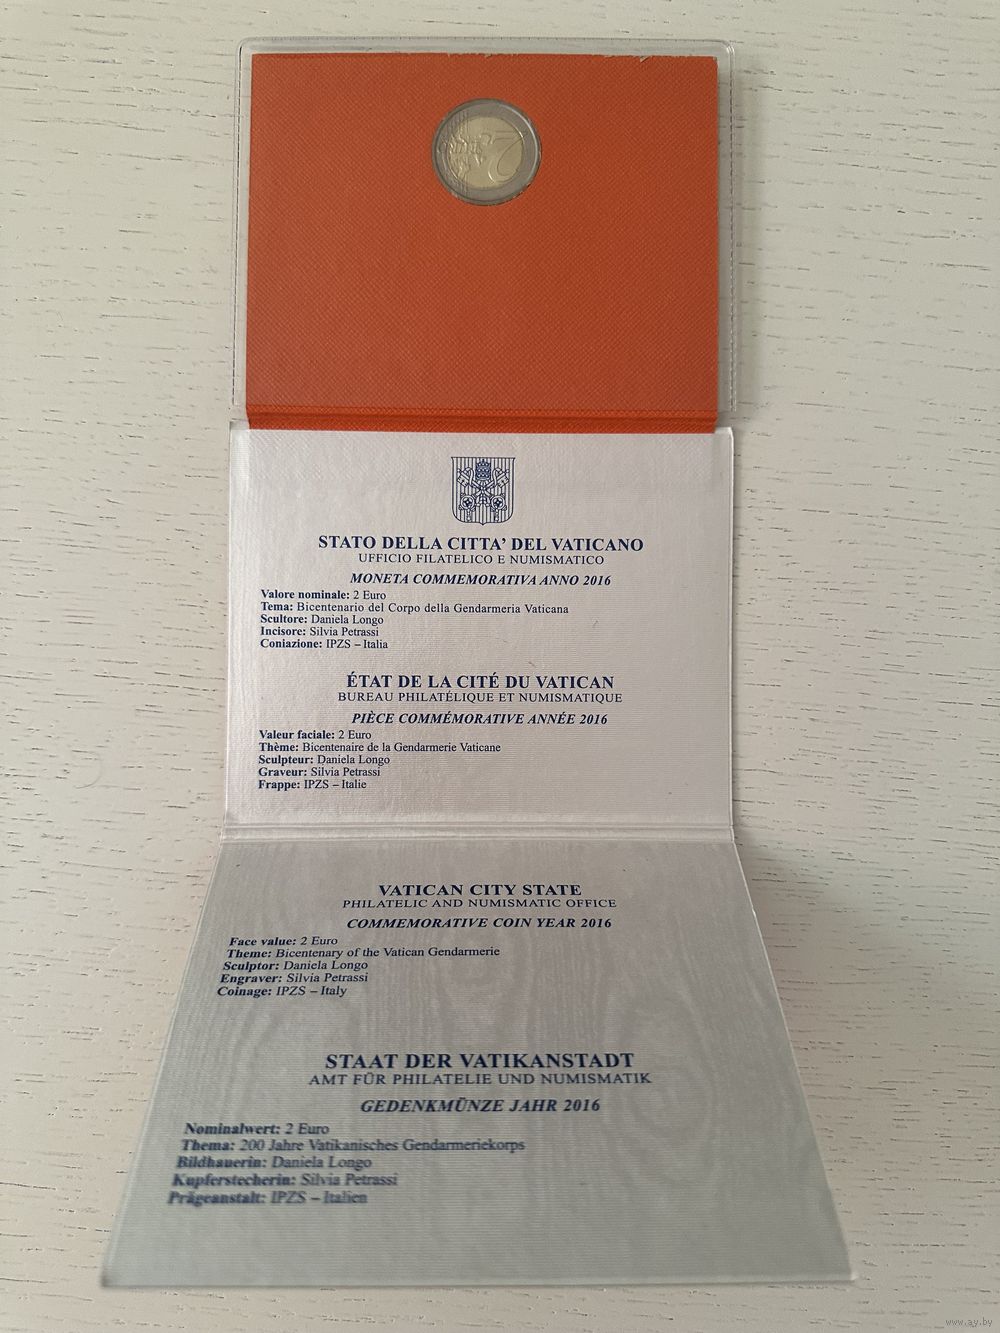 2
STATO DELLA CITTA' DEL VATICANO
UFFICIO FILATELICO E NUMISMATICO
MONETA COMMEMORATIVA ANNO 2016
Valore nominale: 2 Euro
Tema: Bicentenario del Corpo della Gendarmeria Vaticana
Scultore: Daniela Longo
Incisore: Silvia Petrassi
Coniazione: IPZS – Italia
ÉTAT DE LA CITÉ DU VATICAN
BUREAU PHILATÉLIQUE ET NUMISMATIQUE
PIÈCE COMMÉMORATIVE ANNÉE 2016
Valeur faciale: 2 Euro
Thème: Bicentenaire de la Gendarmerie Vaticane
Sculpteur: Daniela Longo
Graveur: Silvia Petrassi
Frappe: IPZS – Italie
VATICAN CITY STATE
PHILATELIC AND NUMISMATIC OFFICE
COMMEMORATIVE COIN YEAR 2016
Face value: 2 Euro
Theme: Bicentenary of the Vatican Gendarmerie
Sculptor: Daniela Longo
Engraver: Silvia Petrassi
Coinage: IPZS – Italy
STAAT DER VATIKANSTADT
AMT FÜR PHILATELIE UND NUMISMATIK
GEDENKMÜNZE JAHR 2016
Nominalwert: 2 Euro
Thema: 200 Jahre Vatikanisches Gendarmeriekorps
Bildhauerin: Daniela Longo
Kupferstecherin: Silvia Petrassi
Prägeanstalt: IPZS – Italien
www.ay.by